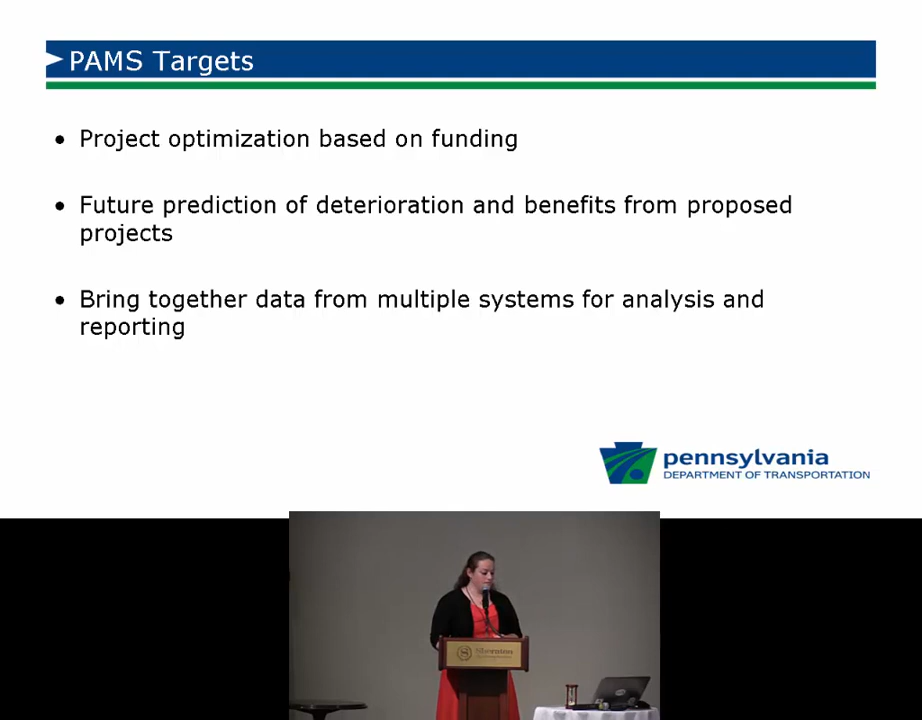 PAMS Targets
• Project optimization based on funding
• Future prediction of deterioration and benefits from proposed
projects
• Bring together data from multiple systems for analysis and
reporting
pennsylvania
DEPARTMENT OF TRANSPORTATION
Sheraton